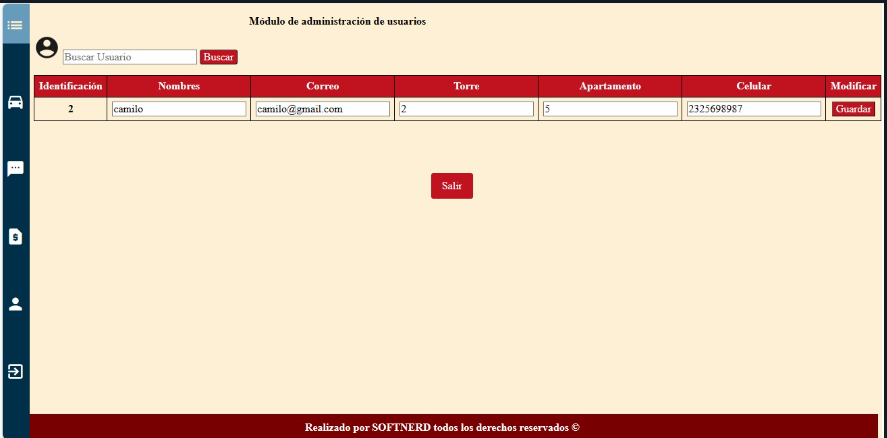 Módulo de administración de usuarios
Buscar Usuario Buscar
Identificación Nombres Correo Torre Apartamento Celular Modificar
2 camilo camilo@gmail.com 2 5 2325698987 Guardar
Salir
Realizado por SOFTNERD todos los derechos reservados ©